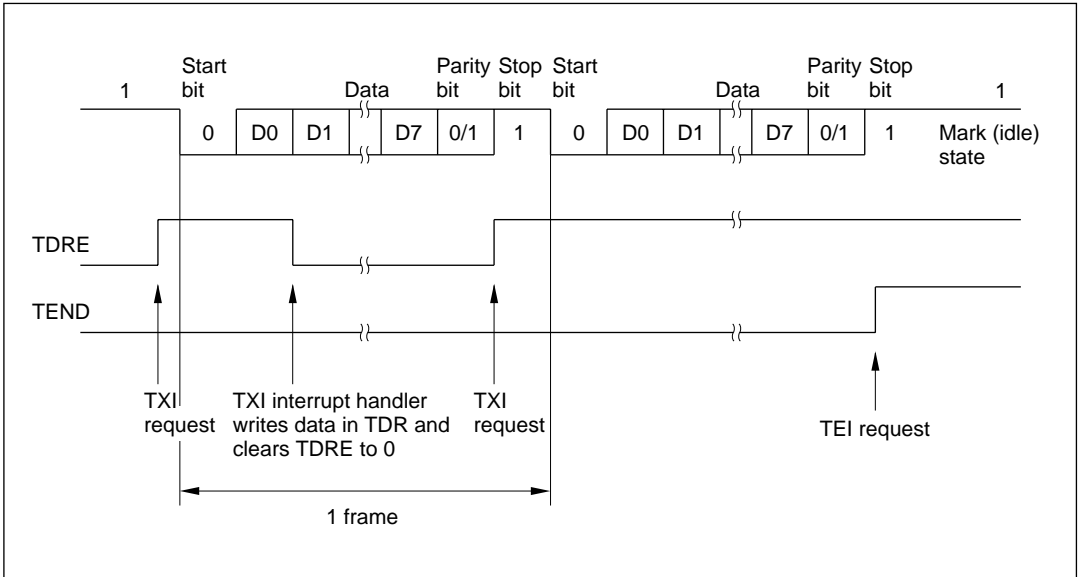 1 Start bit Data Parity bit Stop bit Start bit Data Parity bit Stop bit 1
0 D0 D1 D7 0/1 1 0 D0 D1 D7 0/1 1 Mark (idle) state
TDRE
TEND
TXI request
TXI interrupt handler
writes data in TDR and
clears TDRE to 0
TXI request
TEI request
1 frame